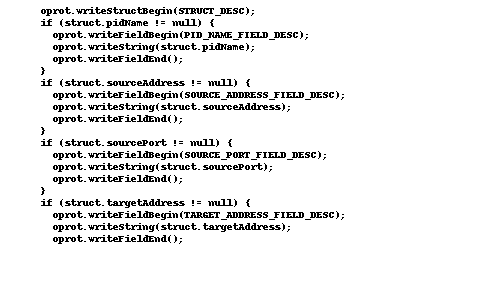 oprot.writeStructBegin(STRUCT_DESC);
if (struct.pidName != null) {
oprot.writeFieldBegin(PID_NAME_FIELD_DESC);
oprot.writeString(struct.pidName);
oprot.writeFieldEnd();
}
if (struct.sourceAddress != null) {
oprot.writeFieldBegin(SOURCE_ADDRESS_FIELD_DESC);
oprot.writeString(struct.sourceAddress);
oprot.writeFieldEnd();
}
if (struct.sourcePort != null) {
oprot.writeFieldBegin(SOURCE_PORT_FIELD_DESC);
oprot.writeString(struct.sourcePort);
oprot.writeFieldEnd();
}
if (struct.targetAddress != null) {
oprot.writeFieldBegin(TARGET_ADDRESS_FIELD_DESC);
oprot.writeString(struct.targetAddress);
oprot.writeFieldEnd();